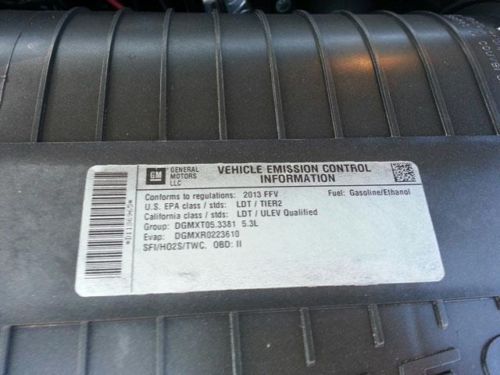 GM
GENERAL
MOTORS
LLC
VEHICLE EMISSION CONTROL
INFORMATION
Conforms to regulations: 2013 FFV
Fuel: Gasoline/Ethanol
U.S. EPA class / stds: LDT / TIER2
California class / stds: LDT / ULEV Qualified
Group: DGMXT05.3381 5.3L
Evap: DGMXR0223610
SFI/HO2S/TWC. OBD: II